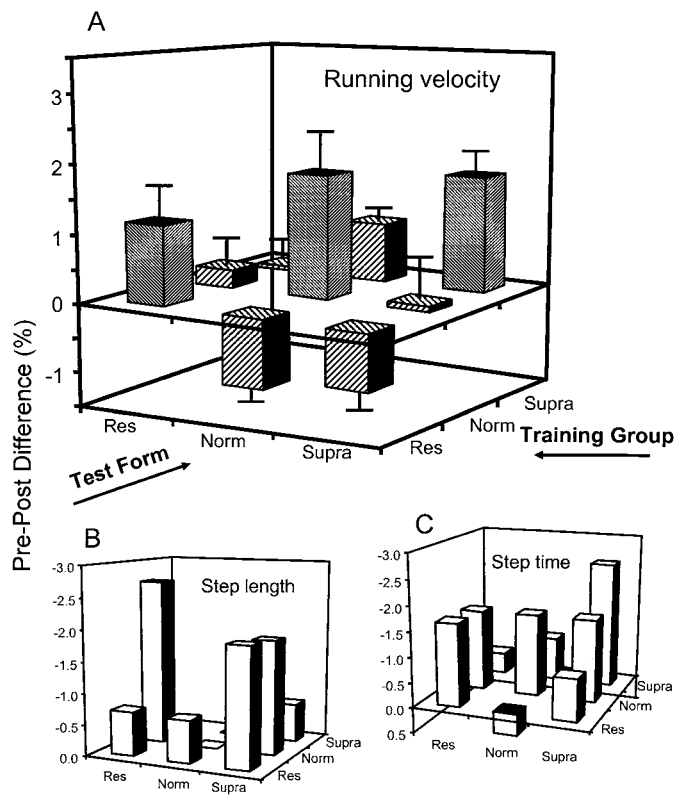 A
Running velocity
3
2
1
0
-1
Pre-Post Difference (%)
Res
Norm
Supra
Res
Norm
Supra
Test Form
Training Group
B
Step length
-3.0
-2.5
-2.0
-1.5
-1.0
-0.5
0.0
Res
Norm
Supra
Res
Norm
Supra
C
Step time
-3.0
-2.5
-2.0
-1.5
-1.0
-0.5
0.0
0.5
Res
Norm
Supra
Res
Norm
Supra